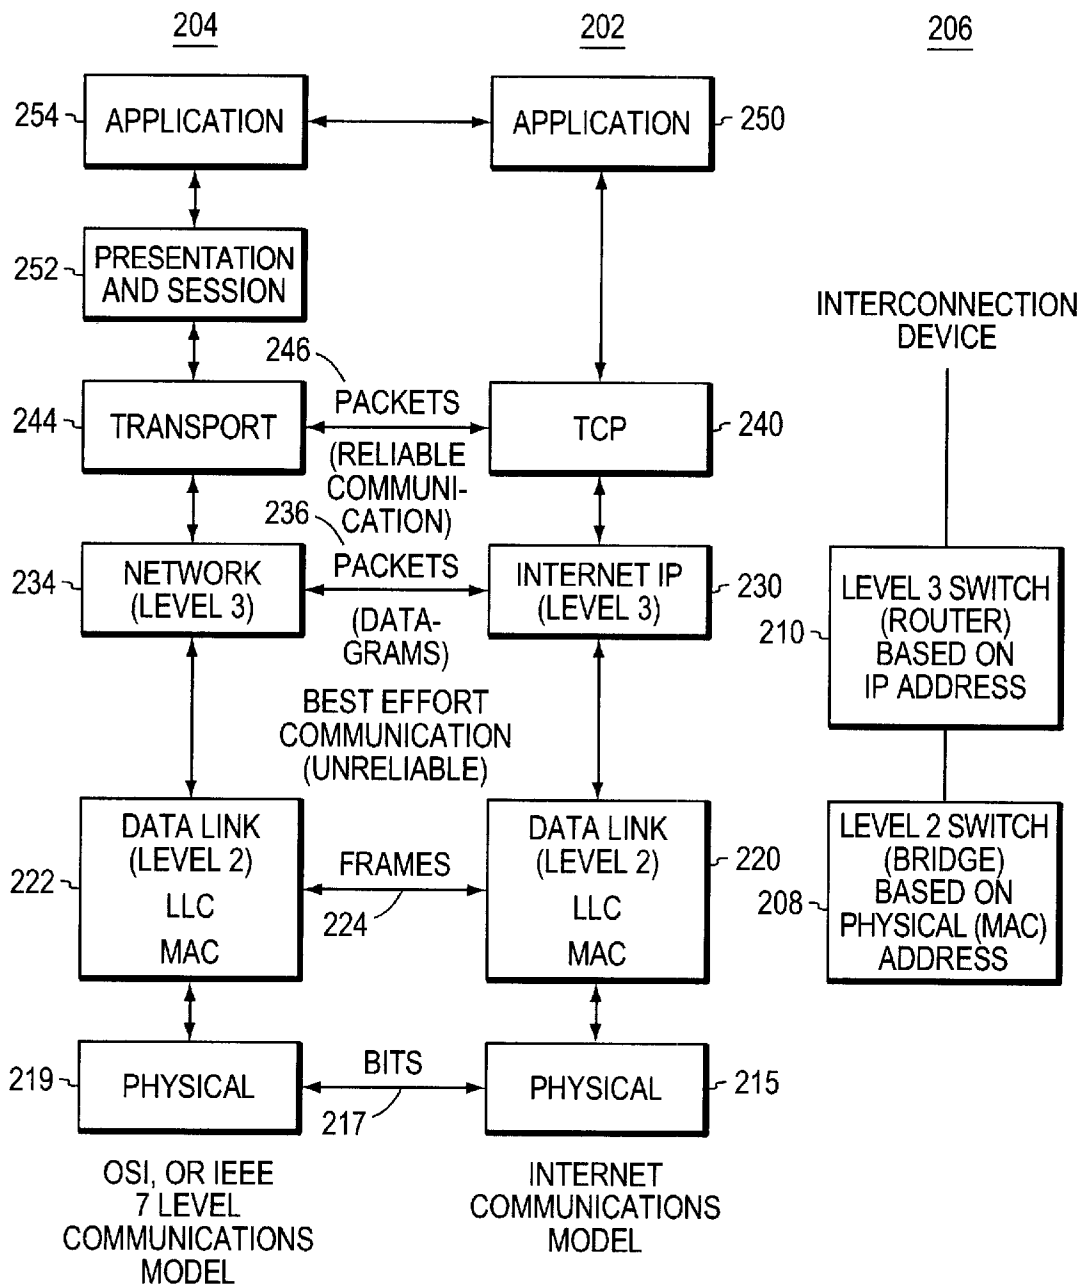 204
202
206
254
APPLICATION
APPLICATION
250
252
PRESENTATION
AND SESSION
INTERCONNECTION
DEVICE
246
PACKETS
244
TRANSPORT
TCP
240
(RELIABLE
COMMUNI-
CATION)
236
PACKETS
234
NETWORK
(LEVEL 3)
INTERNET IP
(LEVEL 3)
230
(DATA-
GRAMS)
210
LEVEL 3 SWITCH
(ROUTER)
BASED ON
IP ADDRESS
BEST EFFORT
COMMUNICATION
(UNRELIABLE)
222
DATA LINK
(LEVEL 2)
LLC
MAC
FRAMES
224
DATA LINK
(LEVEL 2)
LLC
MAC
220
208
LEVEL 2 SWITCH
(BRIDGE)
BASED ON
PHYSICAL (MAC)
ADDRESS
219
PHYSICAL
BITS
217
PHYSICAL
215
OSI, OR IEEE
7 LEVEL
COMMUNICATIONS
MODEL
INTERNET
COMMUNICATIONS
MODEL